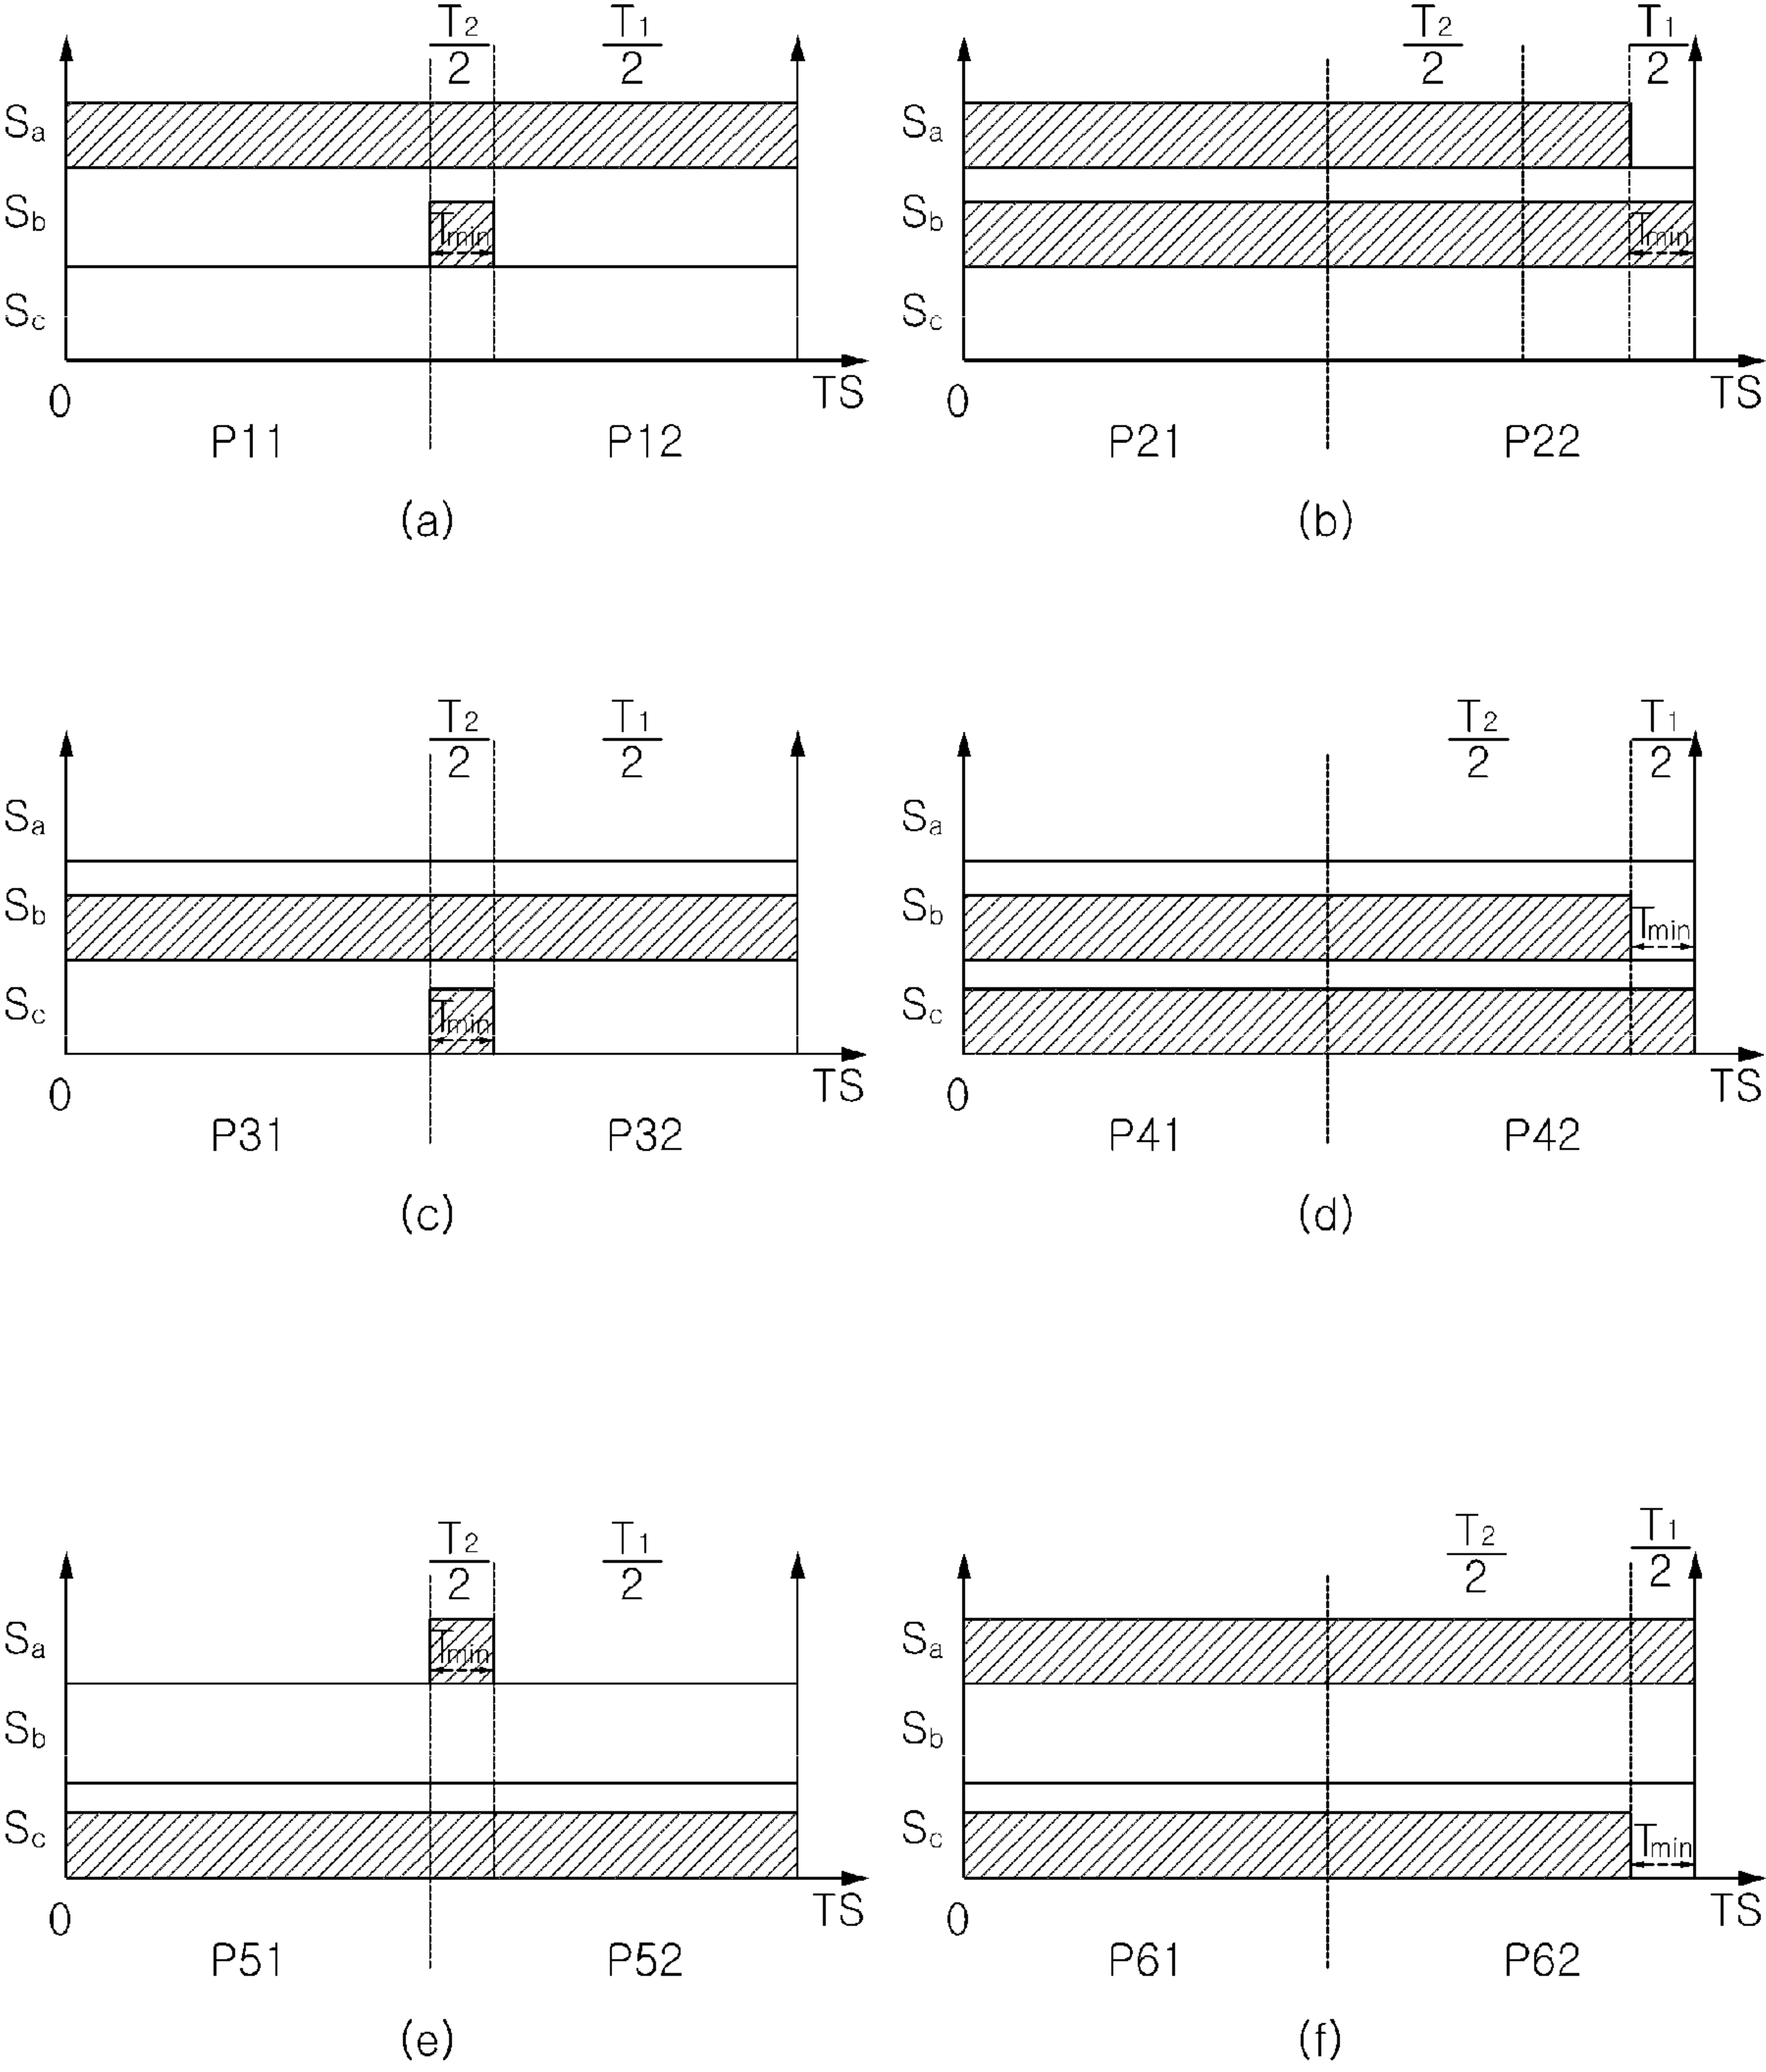 T2/2 T1/2
Sa
Sb Tmin
Sc
0 TS
P11 P12
(a)
T2/2 T1/2
Sa
Sb Tmin
Sc
0 TS
P21 P22
(b)
T2/2 T1/2
Sa
Sb
Sc Tmin
0 TS
P31 P32
(c)
T2/2 T1/2
Sa
Sb Tmin
Sc
0 TS
P41 P42
(d)
T2/2 T1/2
Sa Tmin
Sb
Sc
0 TS
P51 P52
(e)
T2/2 T1/2
Sa
Sb
Sc Tmin
0 TS
P61 P62
(f)